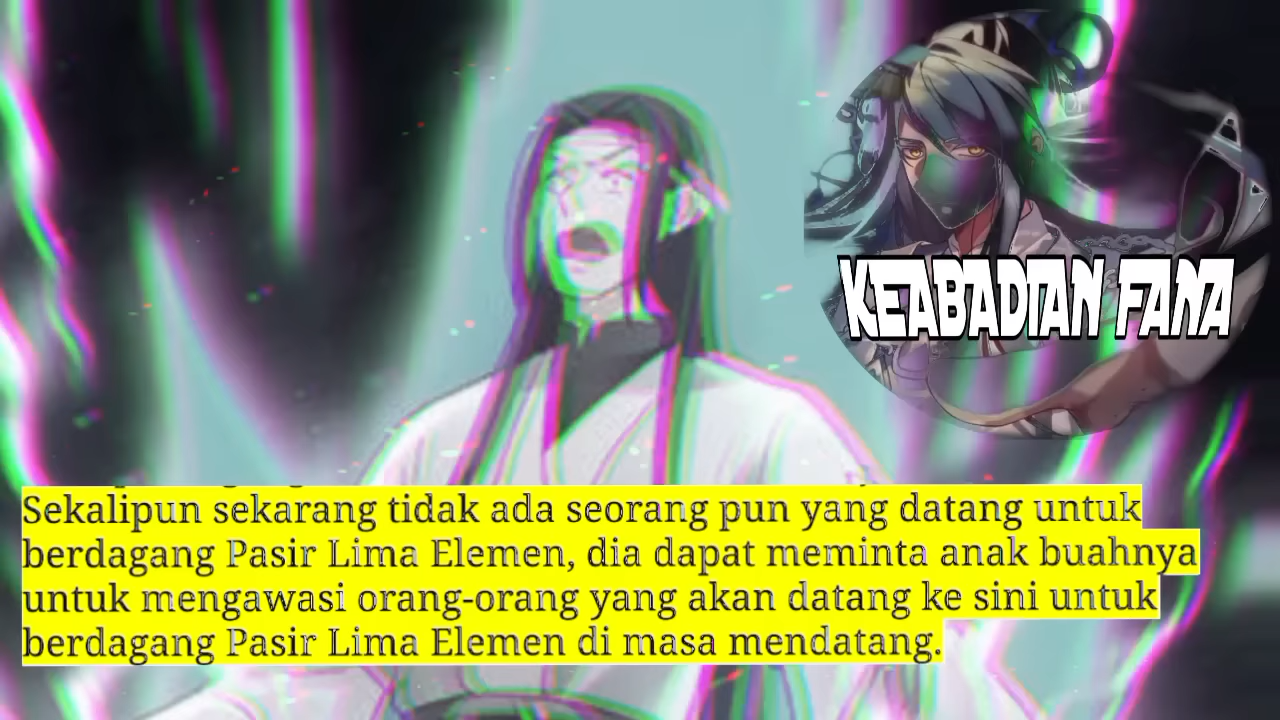 KEABADIAN FANA
Sekalipun sekarang tidak ada seorang pun yang datang untuk
berdagang Pasir Lima Elemen, dia dapat meminta anak buahnya
untuk mengawasi orang-orang yang akan datang ke sini untuk
berdagang Pasir Lima Elemen di masa mendatang.